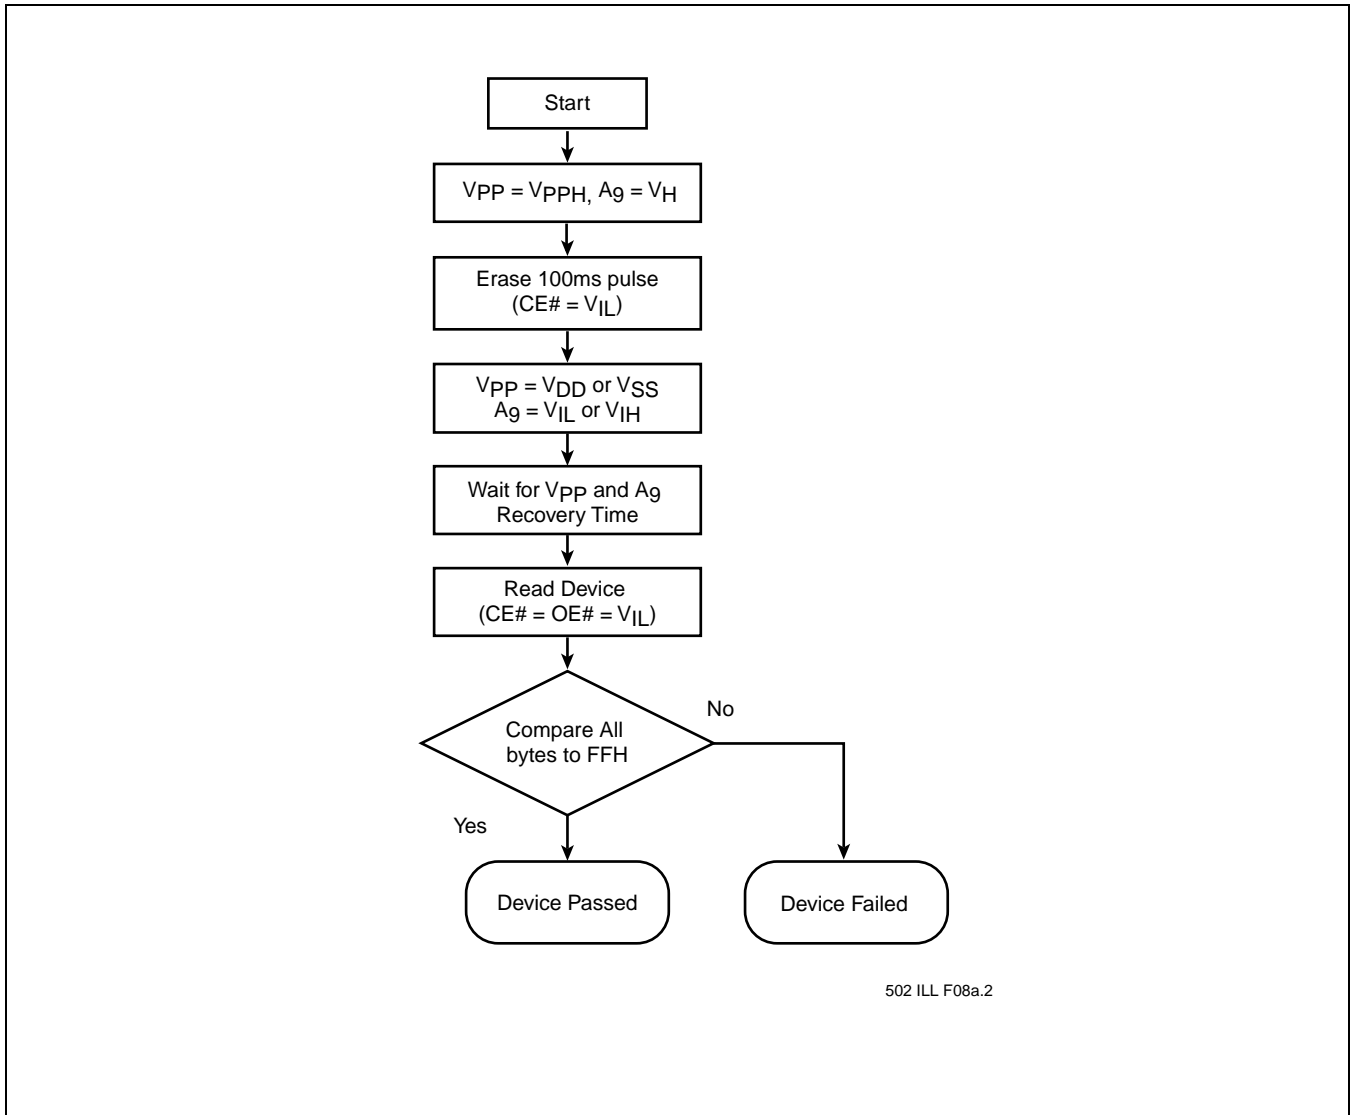 Start
VPP = VPPH, A9 = VH
Erase 100ms pulse
(CE# = VIL)
VPP = VDD or VSS
A9 = VIL or VIH
Wait for VPP and A9
Recovery Time
Read Device
(CE# = OE# = VIL)
Compare All
bytes to FFH
No
Yes
Device Passed
Device Failed
502 ILL F08a.2